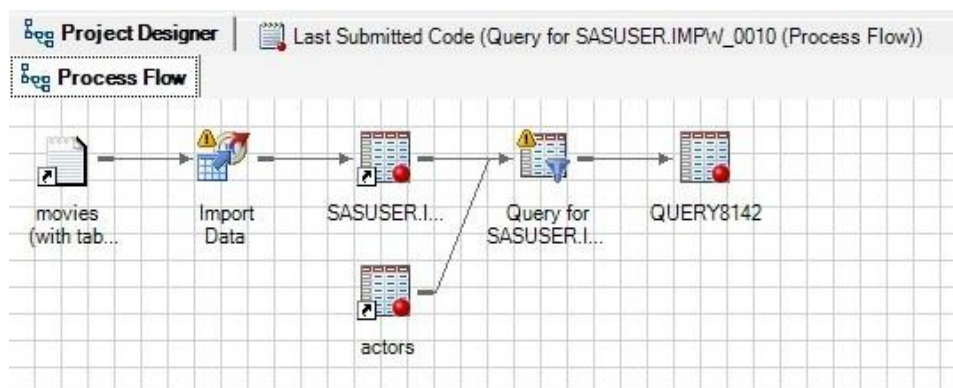 Project Designer
Last Submitted Code (Query for SASUSER.IMPW_0010 (Process Flow))
Process Flow
movies
(with tab...
Import
Data
SASUSER.I...
Query for
SASUSER.I...
QUERY8142
actors